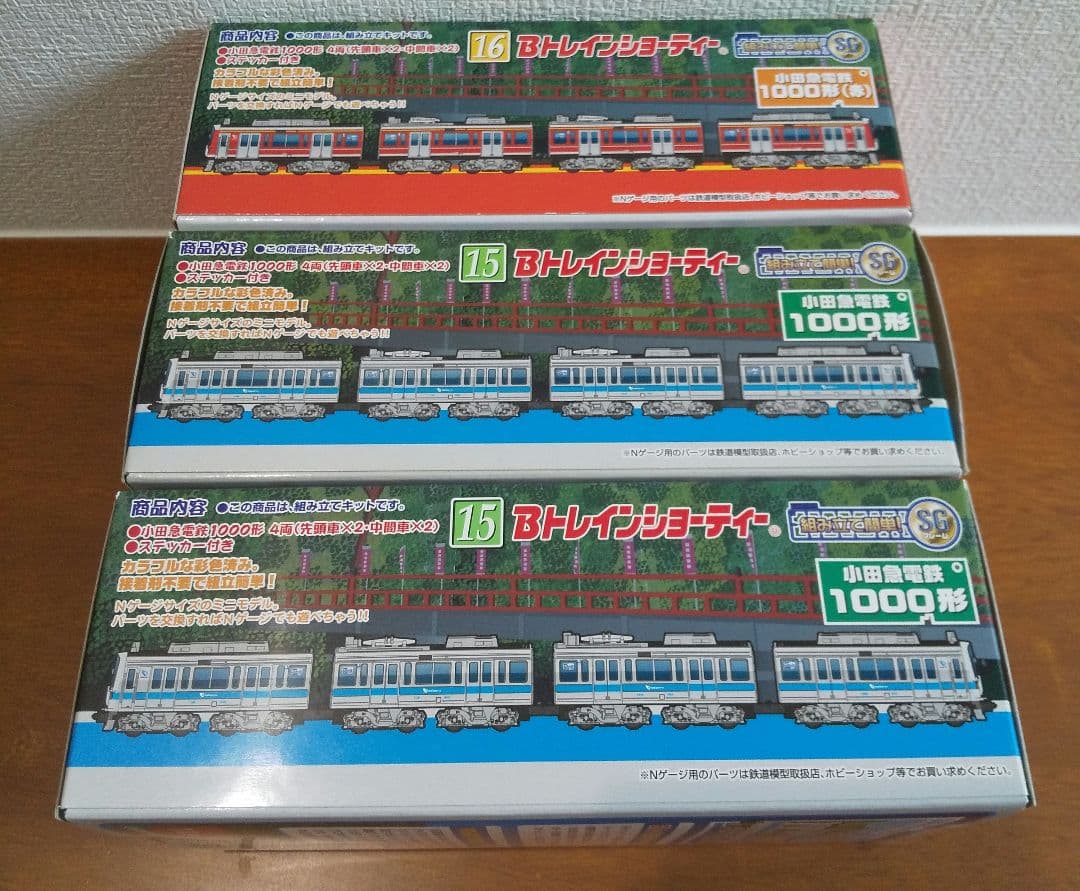 商品内容 ●この商品は、組み立てキットです。
●小田急電鉄1000形 4両(先頭車×2・中間車×2)
●ステッカー付き
カラフルな彩色済み。
接着剤不要で組立簡単！
Nゲージサイズのミニモデル。
パーツを交換すればNゲージでも遊べちゃう!!
16 Bトレインショーティー
組み立て簡単! SG
小田急電鉄
1000形(赤)
※Nゲージ用のパーツは鉄道模型取扱店、ホビーショップ等でお買い求めください。
商品内容 ●この商品は、組み立てキットです。
●小田急電鉄1000形 4両(先頭車×2・中間車×2)
●ステッカー付き
カラフルな彩色済み。
接着剤不要で組立簡単！
Nゲージサイズのミニモデル。
パーツを交換すればNゲージでも遊べちゃう!!
15 Bトレインショーティー®
組み立て簡単! SG
小田急電鉄
1000形
※Nゲージ用のパーツは鉄道模型取扱店、ホビーショップ等でお買い求めください。
商品内容 ●この商品は、組み立てキットです。
●小田急電鉄1000形 4両(先頭車×2・中間車×2)
●ステッカー付き
カラフルな彩色済み。
接着剤不要で組立簡単！
Nゲージサイズのミニモデル。
パーツを交換すればNゲージでも遊べちゃう!!
15 Bトレインショーティー®
組み立て簡単! SG
フレーム
小田急電鉄
1000形
※Nゲージ用のパーツは鉄道模型取扱店、ホビーショップ等でお買い求めください。